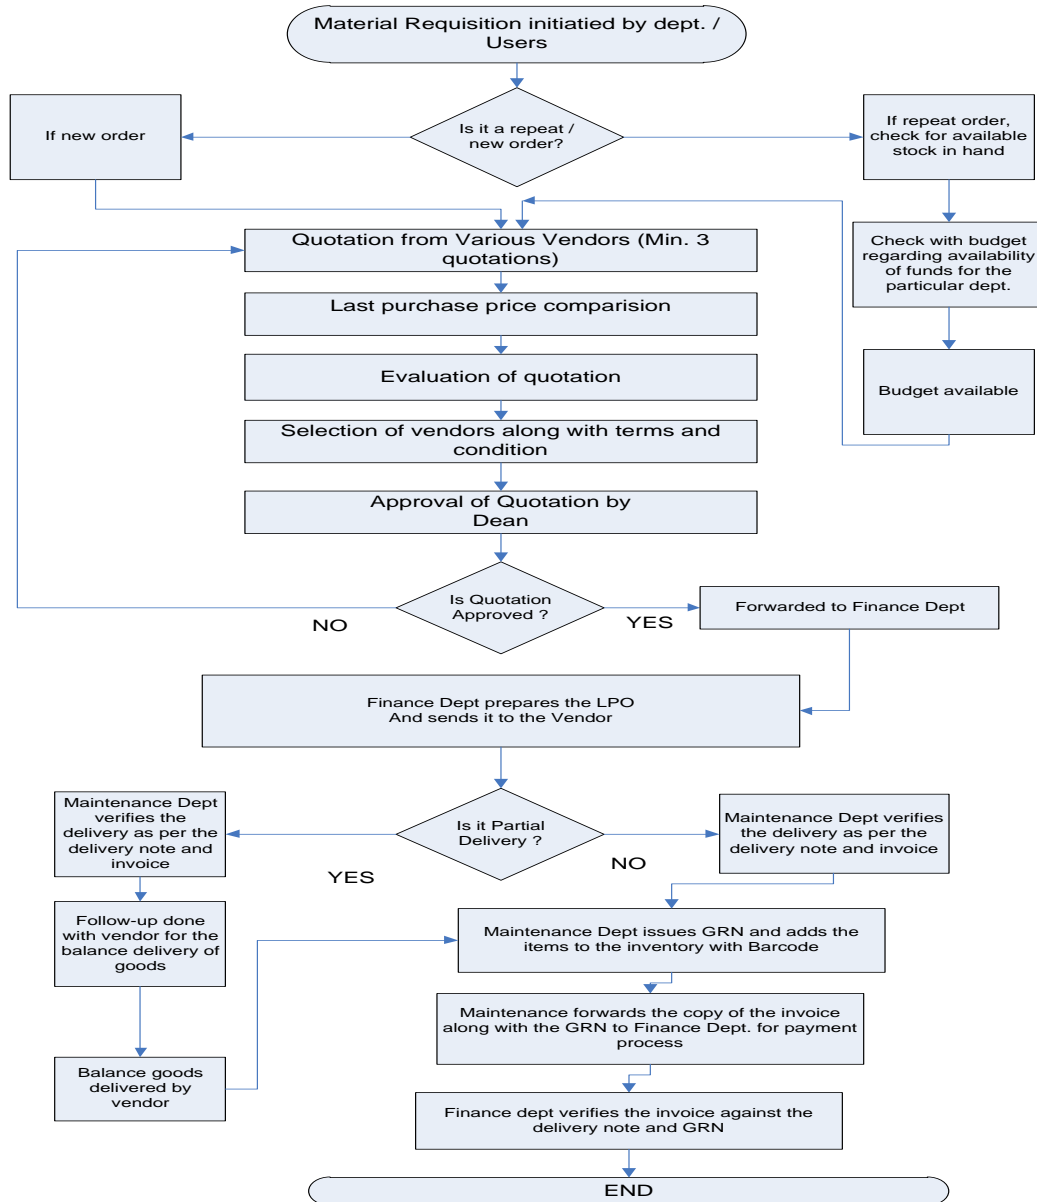 Material Requisition initiatied by dept. /
Users
Is it a repeat /
new order?
If new order
If repeat order,
check for available
stock in hand
Quotation from Various Vendors (Min. 3
quotations)
Check with budget
regarding availability
of funds for the
particular dept.
Last purchase price comparision
Evaluation of quotation
Budget available
Selection of vendors along with terms and
condition
Approval of Quotation by
Dean
Is Quotation
Approved ?
NO
YES
Forwarded to Finance Dept
Finance Dept prepares the LPO
And sends it to the Vendor
Maintenance Dept
verifies the
delivery as per the
delivery note and
invoice
Is it Partial
Delivery ?
Maintenance Dept verifies
the delivery as per the
delivery note and invoice
YES
NO
Follow-up done
with vendor for the
balance delivery of
goods
Maintenance Dept issues GRN and adds the
items to the inventory with Barcode
Maintenance forwards the copy of the invoice
along with the GRN to Finance Dept. for payment
process
Balance goods
delivered by
vendor
Finance dept verifies the invoice against the
delivery note and GRN
END